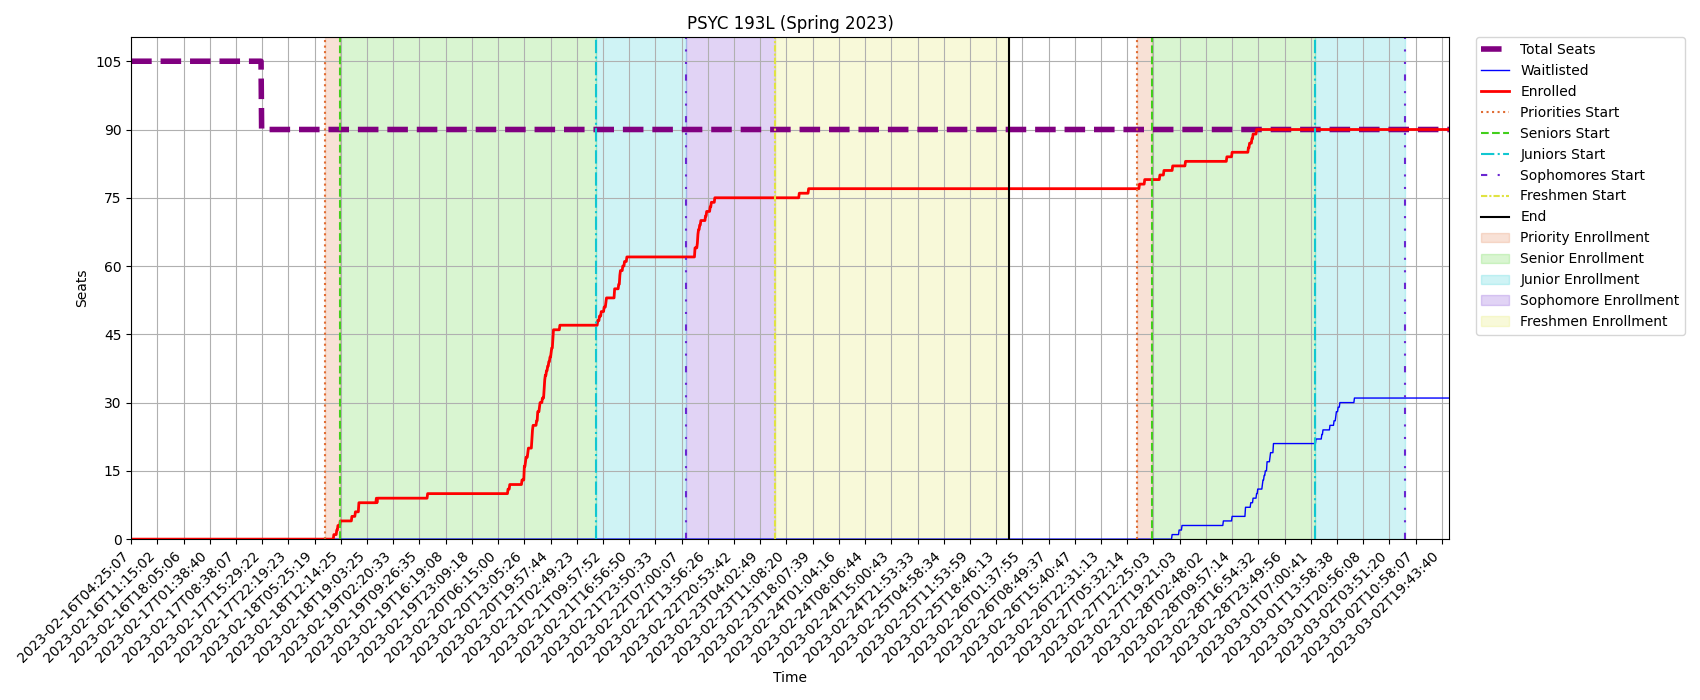 PSYC 193L (Spring 2023)
105
90
75
60
45
30
15
0
Seats
2023-02-16T04:25:07
2023-02-16T11:15:02
2023-02-16T18:05:06
2023-02-17T01:38:40
2023-02-17T08:38:07
2023-02-17T15:29:22
2023-02-17T22:19:23
2023-02-18T05:25:19
2023-02-18T12:14:25
2023-02-18T19:03:25
2023-02-19T02:20:33
2023-02-19T09:26:35
2023-02-19T16:19:08
2023-02-19T23:09:18
2023-02-20T06:15:00
2023-02-20T13:05:26
2023-02-20T19:57:44
2023-02-21T02:49:23
2023-02-21T09:57:52
2023-02-21T16:56:50
2023-02-21T23:50:33
2023-02-22T07:00:07
2023-02-22T13:56:26
2023-02-22T20:53:42
2023-02-23T04:02:49
2023-02-23T11:08:20
2023-02-23T18:07:39
2023-02-24T01:04:16
2023-02-24T08:06:44
2023-02-24T15:00:43
2023-02-24T21:53:33
2023-02-25T04:58:34
2023-02-25T11:53:59
2023-02-25T18:46:13
2023-02-26T01:37:55
2023-02-26T08:49:37
2023-02-26T15:40:47
2023-02-26T22:31:13
2023-02-27T05:32:14
2023-02-27T12:25:03
2023-02-27T19:21:03
2023-02-28T02:48:02
2023-02-28T09:57:14
2023-02-28T16:54:32
2023-02-28T23:49:56
2023-03-01T07:00:41
2023-03-01T13:58:38
2023-03-01T20:56:08
2023-03-02T03:51:20
2023-03-02T10:58:07
2023-03-02T19:43:40
Time
Total Seats
Waitlisted
Enrolled
Priorities Start
Seniors Start
Juniors Start
Sophomores Start
Freshmen Start
End
Priority Enrollment
Senior Enrollment
Junior Enrollment
Sophomore Enrollment
Freshmen Enrollment